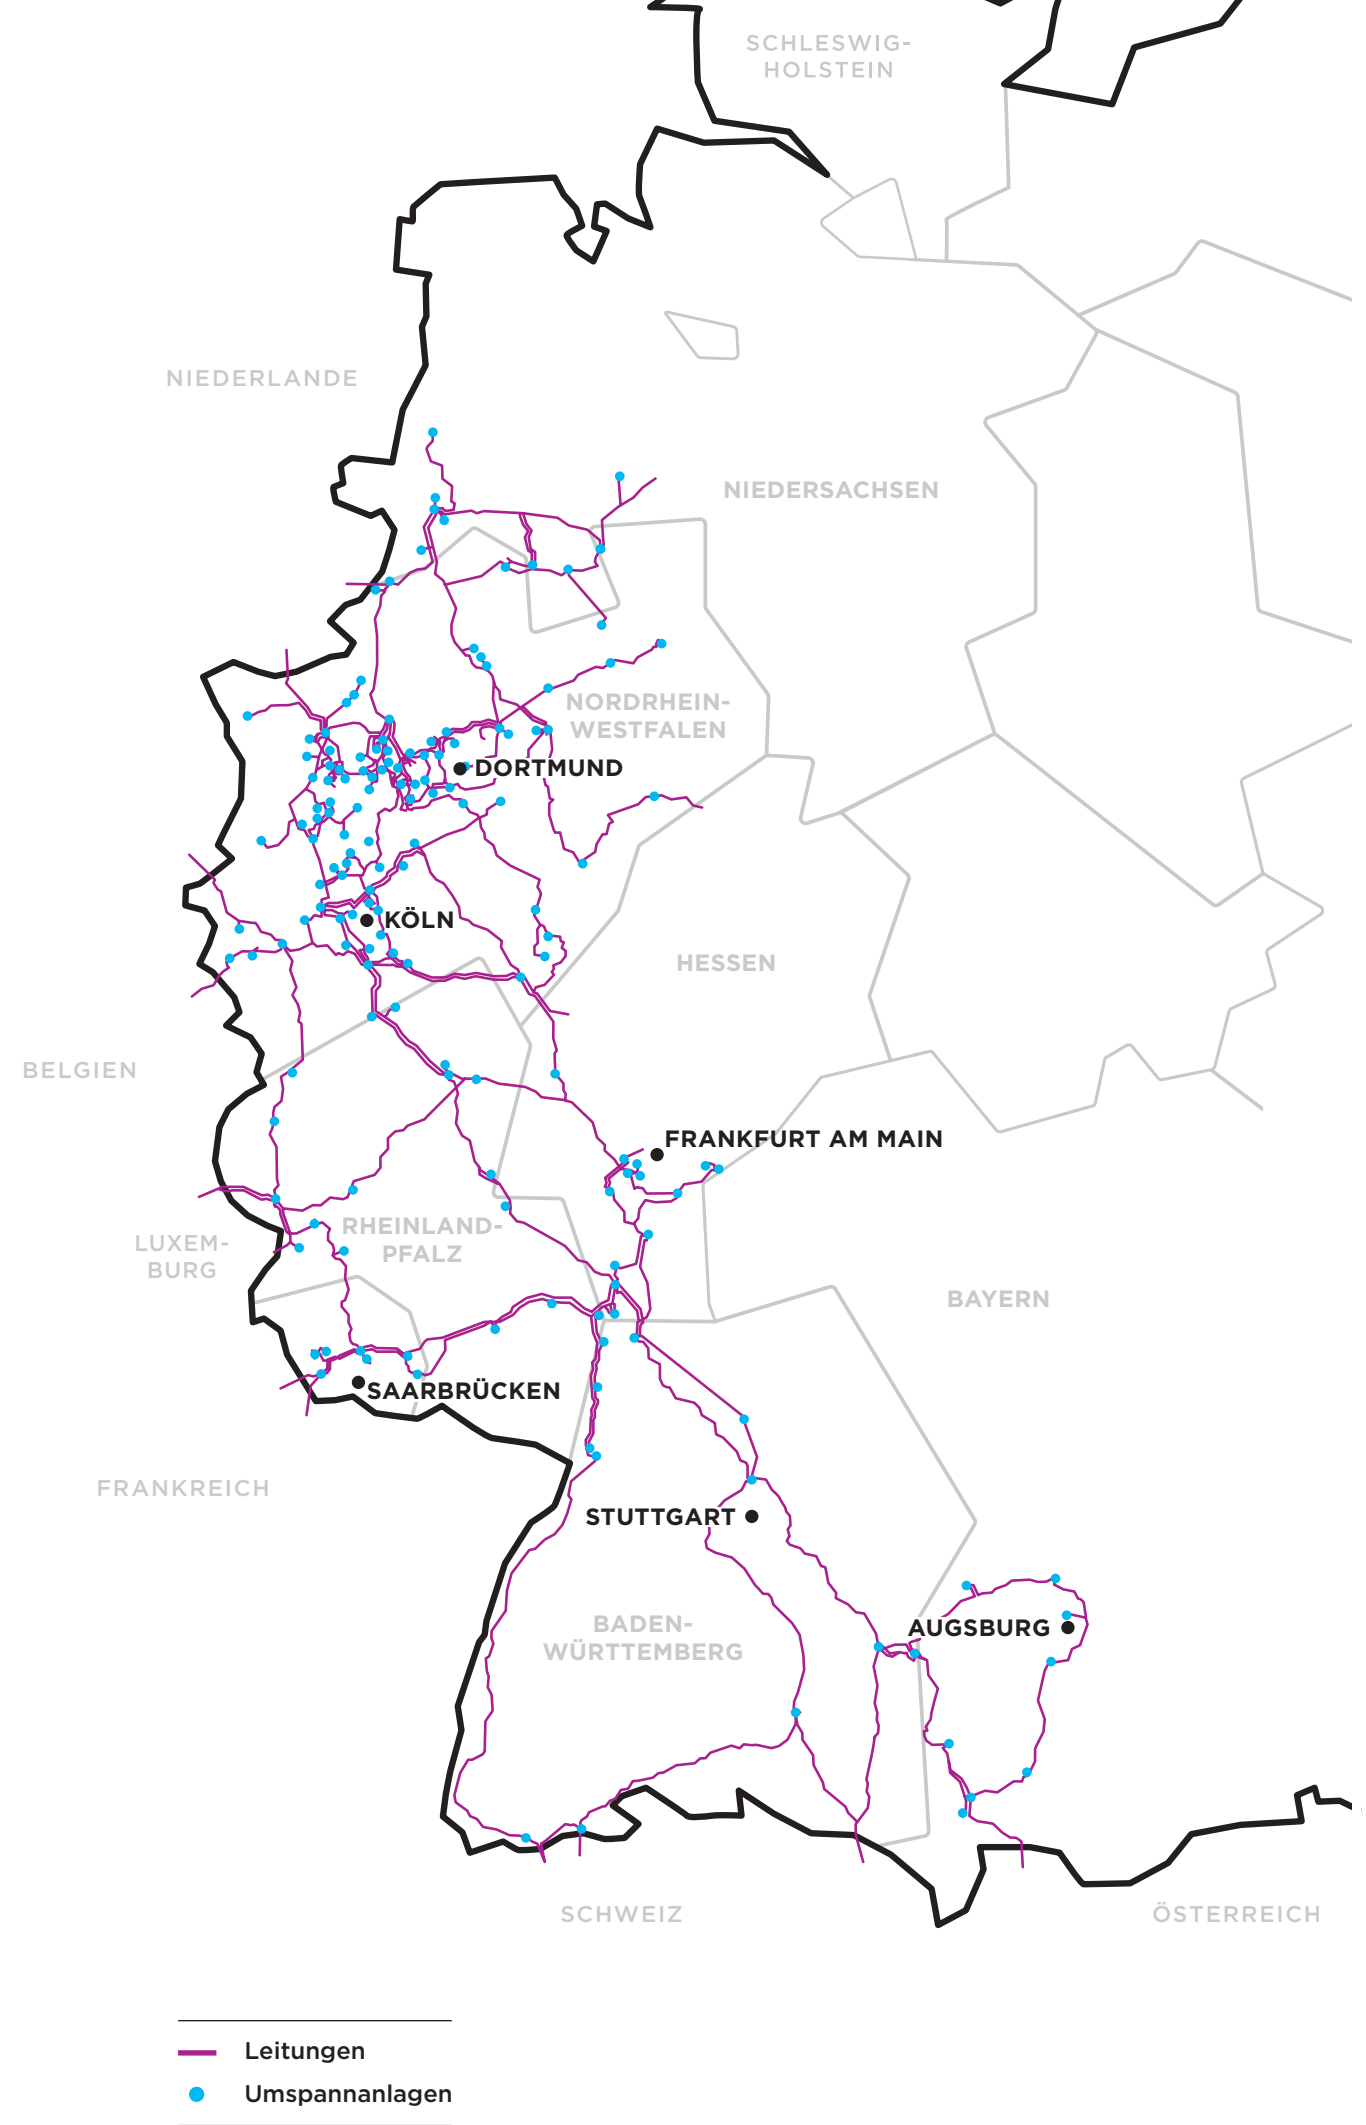 SCHLESWIG-
HOLSTEIN
NIEDERLANDE
NIEDERSACHSEN
NORDRHEIN-
WESTFALEN
DORTMUND
KÖLN
HESSEN
BELGIEN
FRANKFURT AM MAIN
RHEINLAND-
PFALZ
LUXEM-
BURG
BAYERN
SAARBRÜCKEN
FRANKREICH
STUTTGART
BADEN-
WÜRTTEMBERG
AUGSBURG
SCHWEIZ
ÖSTERREICH
Leitungen
Umspannanlagen